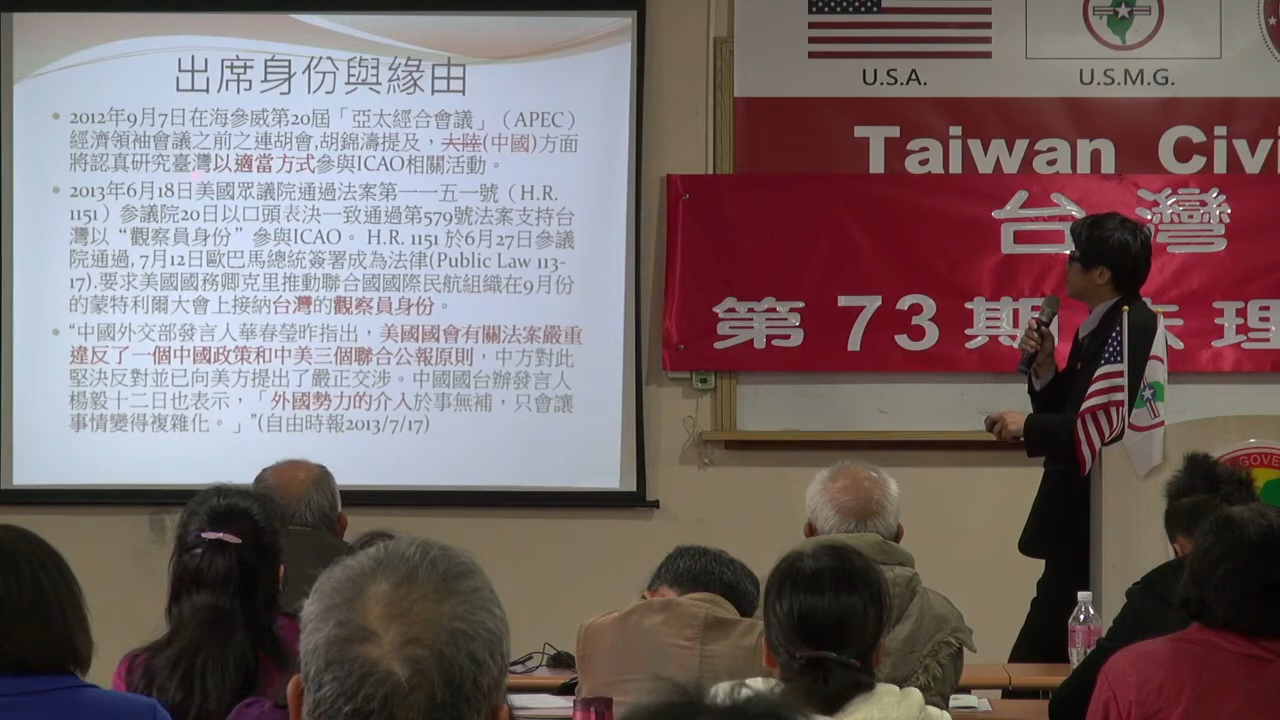 出席身份與緣由
• 2012年9月7日在海參威第20屆「亞太經合會議」（APEC）
經濟領袖會議之前之連胡會,胡錦濤提及，大陸(中國)方面
將認真研究臺灣以適當方式參與ICAO相關活動。
• 2013年6月18日美國眾議院通過法案第一一五一號（H.R.
1151）參議院20日以口頭表決一致通過第579號法案支持台
灣以“觀察員身份”參與ICAO。H.R. 1151 於6月27日參議
院通過, 7月12日歐巴馬總統簽署成為法律(Public Law 113-
17).要求美國國務卿克里推動聯合國國際民航組織在9月份
的蒙特利爾大會上接納台灣的觀察員身份。
• “中國外交部發言人華春瑩昨指出，美國國會有關法案嚴重
違反了一個中國政策和中美三個聯合公報原則，中方對此
堅決反對並已向美方提出了嚴正交涉。中國國台辦發言人
楊毅十二日也表示，「外國勢力的介入於事無補，只會讓
事情變得複雜化。」"(自由時報2013/7/17)
U.S.A.
U.S.M.G.
Taiwan Civi
台灣
第73期 理
GOVE